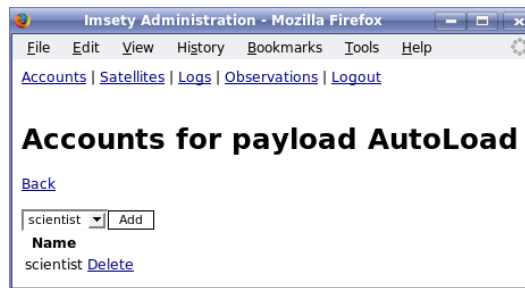 Imsety Administration - Mozilla Firefox
File Edit View History Bookmarks Tools Help
Accounts | Satellites | Logs | Observations | Logout
Accounts for payload AutoLoad
Back
scientist Add
Name
scientist Delete